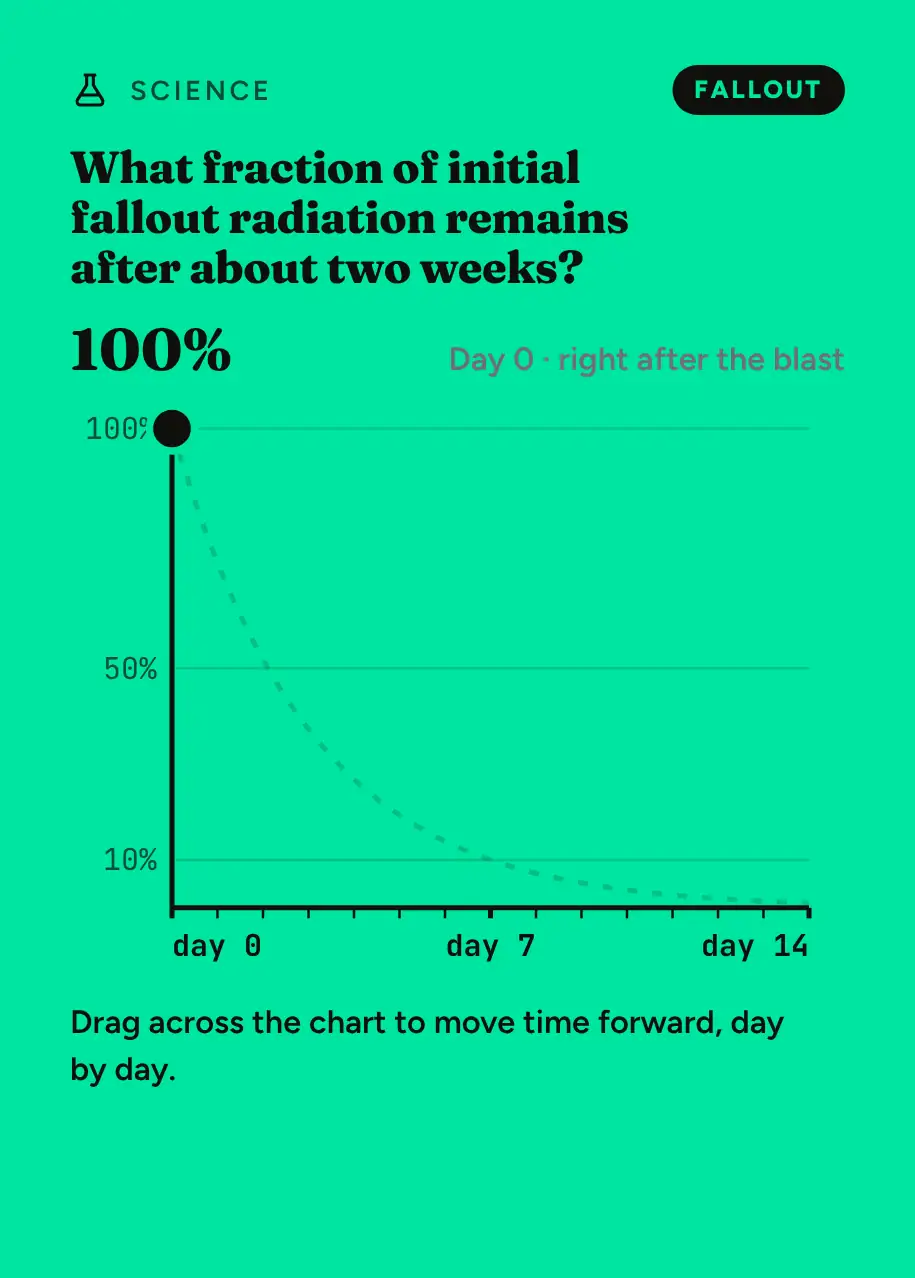 SCIENCE
FALLOUT
What fraction of initial
fallout radiation remains
after about two weeks?
100%
Day 0 · right after the blast
100%
50%
10%
day 0
day 7
day 14
Drag across the chart to move time forward, day
by day.